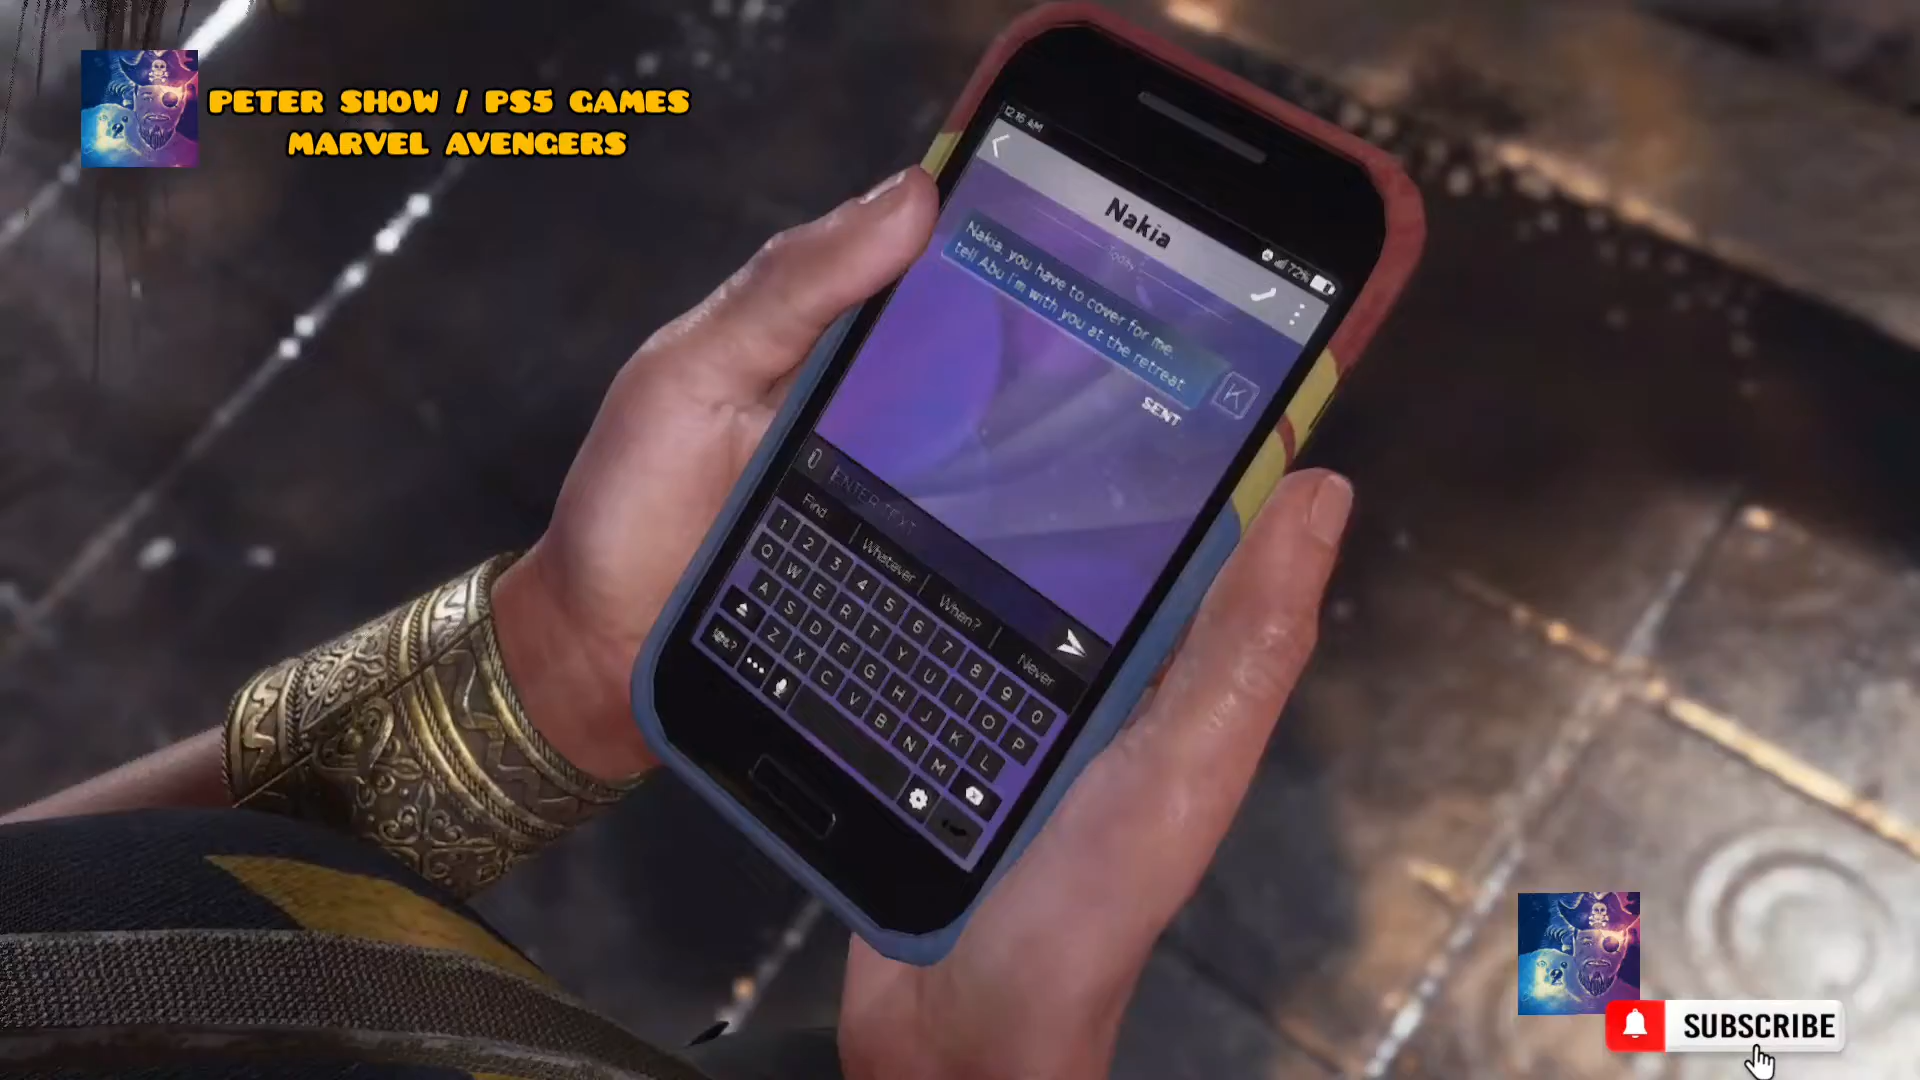 PETER SHOW / PS5 GAMES
MARVEL AVENGERS
12:16 AM
72%
Nakia
Today
Nakia, you have to cover for me.
tell Abu I'm with you at the retreat
K
SENT
ENTER TEXT
Find
Whatever
When?
Never
1 2 3 4 5 6 7 8 9 0
Q W E R T Y U I O P
A S D F G H J K L
Z X C V B N M
SUBSCRIBE